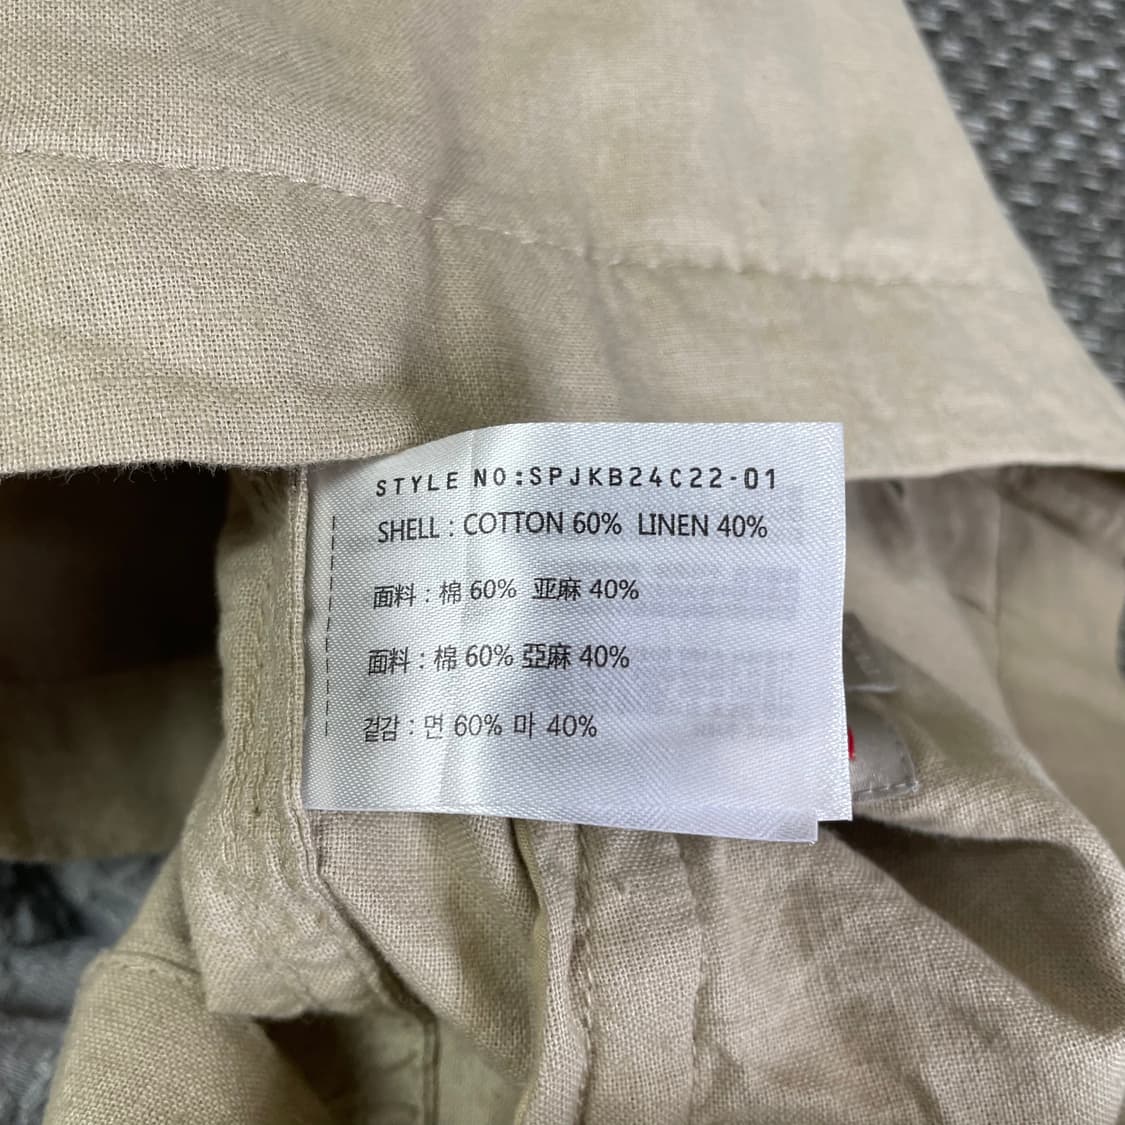 STYLE NO:SPJKB24C22-01
SHELL : COTTON 60%  LINEN 40%
面料 : 棉 60%  亚麻 40%
面料 : 棉 60% 亞麻 40%
겉감 : 면 60% 마 40%